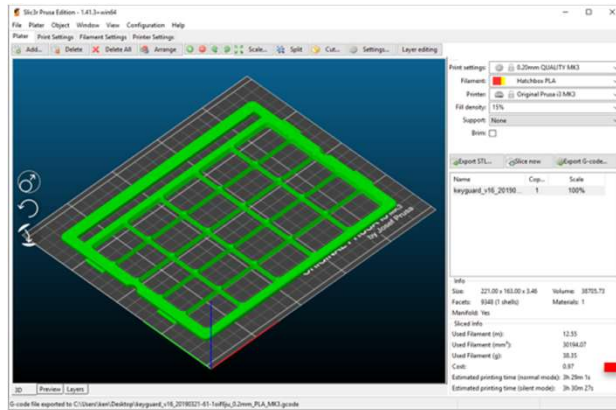 Slic3r Prusa Edition - 1.41.3+win64
File Plater Object Window View Configuration Help
Plater Print Settings Filament Settings Printer Settings
Add... Delete Delete All Arrange Scale... Split Cut... Settings... Layer editing
Print settings: 0.20mm QUALITY MK3
Filament: Hatchbox PLA
Printer: Original Prusa i3 MK3
Fill density: 15%
Support: None
Brim:
Export STL... Slice now Export G-code...
Name Cop... Scale
keyguard_v16_20190... 1 100%
by Josef Prusa
Info
Size: 221.00 x 163.00 x 3.46 Volume: 38705.73
Facets: 9348 (1 shells) Materials: 1
Manifold: Yes
Sliced Info
Used Filament (m): 12.55
Used Filament (mm³): 30194.07
Used Filament (g): 38.35
Cost: 0.97
Estimated printing time (normal mode): 3h 29m 1s
Estimated printing time (silent mode): 3h 30m 27s
3D Preview Layers